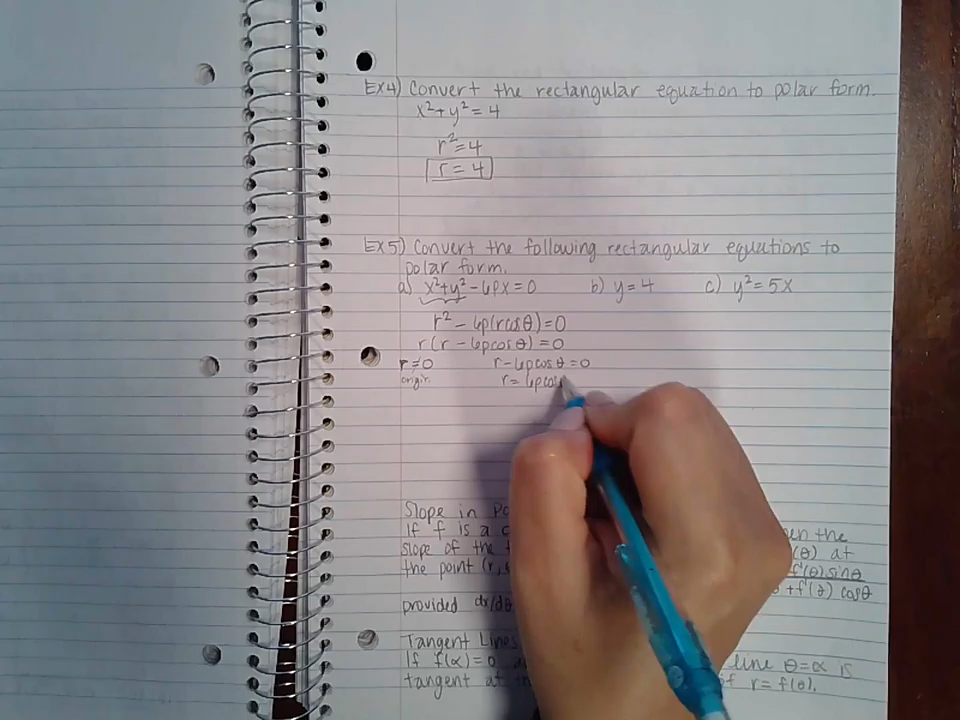 Ex4) Convert the rectangular equation to polar form.
x²+y²=4
r²=4
r=4
Ex5) Convert the following rectangular equations to
polar form.
a) x²+y²-6px=0 b) y=4 c) y²=5x
r²-6p(rcosθ)=0
r(r-6pcosθ)=0
r≠0 r-6pcosθ=0
origin r=6pcos
Slope in
If f is a
slope of the
the point (r,
the
(θ) at
f'(θ)sinθ
+f'(θ)cosθ
provided dx/dθ
Tangent Lines
If f(α)=0, line θ=α is
tangent at r=f(θ).